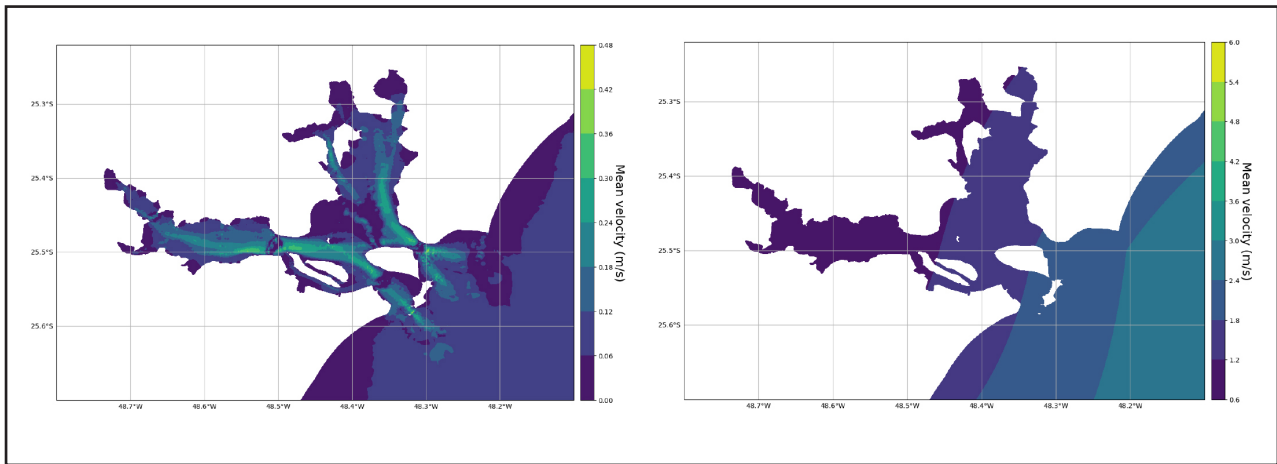 0.48
0.42
0.36
0.30
0.24
0.18
0.12
0.06
0.00
Mean velocity (m/s)
25.3°S
25.4°S
25.5°S
25.6°S
48.7°W
48.6°W
48.5°W
48.4°W
48.3°W
48.2°W
6.0
5.4
4.8
4.2
3.6
3.0
2.4
1.8
1.2
0.6
Mean velocity (m/s)
25.3°S
25.4°S
25.5°S
25.6°S
48.7°W
48.6°W
48.5°W
48.4°W
48.3°W
48.2°W